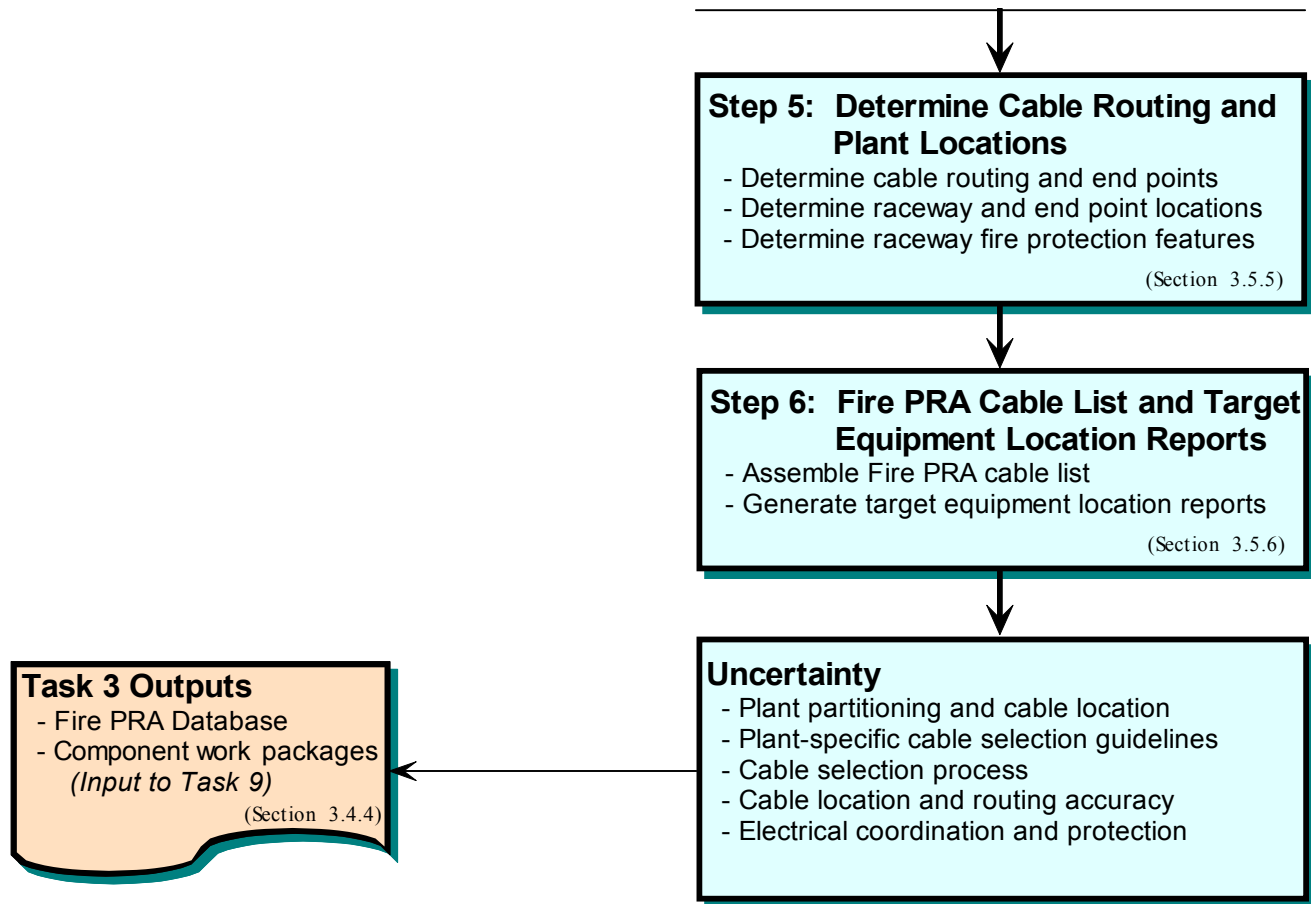 Step 5: Determine Cable Routing and
Plant Locations
- Determine cable routing and end points
- Determine raceway and end point locations
- Determine raceway fire protection features
(Section 3.5.5)
Step 6: Fire PRA Cable List and Target
Equipment Location Reports
- Assemble Fire PRA cable list
- Generate target equipment location reports
(Section 3.5.6)
Uncertainty
- Plant partitioning and cable location
- Plant-specific cable selection guidelines
- Cable selection process
- Cable location and routing accuracy
- Electrical coordination and protection
Task 3 Outputs
- Fire PRA Database
- Component work packages
(Input to Task 9)
(Section 3.4.4)